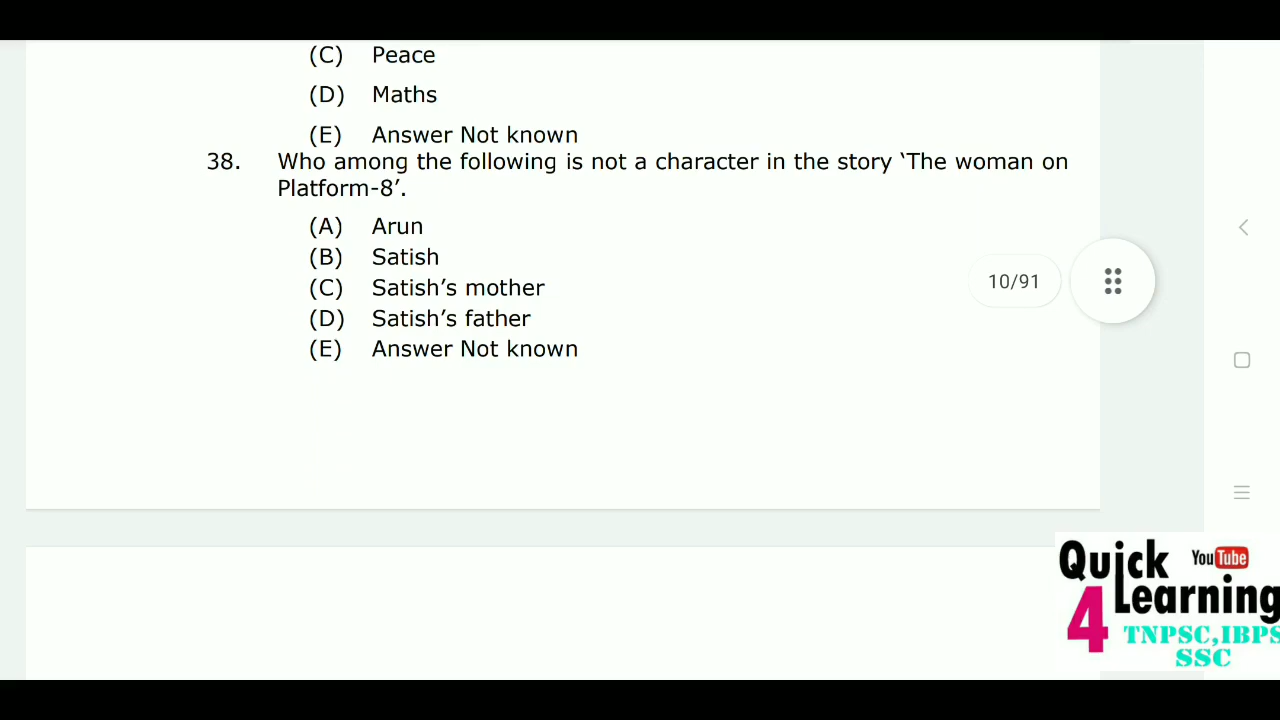 (C) Peace
(D) Maths
(E) Answer Not known
38. Who among the following is not a character in the story ‘The woman on
Platform-8’.
(A) Arun
(B) Satish
(C) Satish’s mother
(D) Satish’s father
(E) Answer Not known
10/91
Quick YouTube
4 Learning
TNPSC,IBPS
SSC